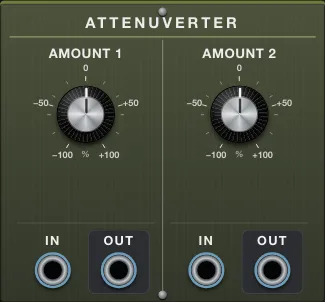 ATTENUVERTER
AMOUNT 1
0
-50 +50
-100 % +100
IN OUT
AMOUNT 2
0
-50 +50
-100 % +100
IN OUT